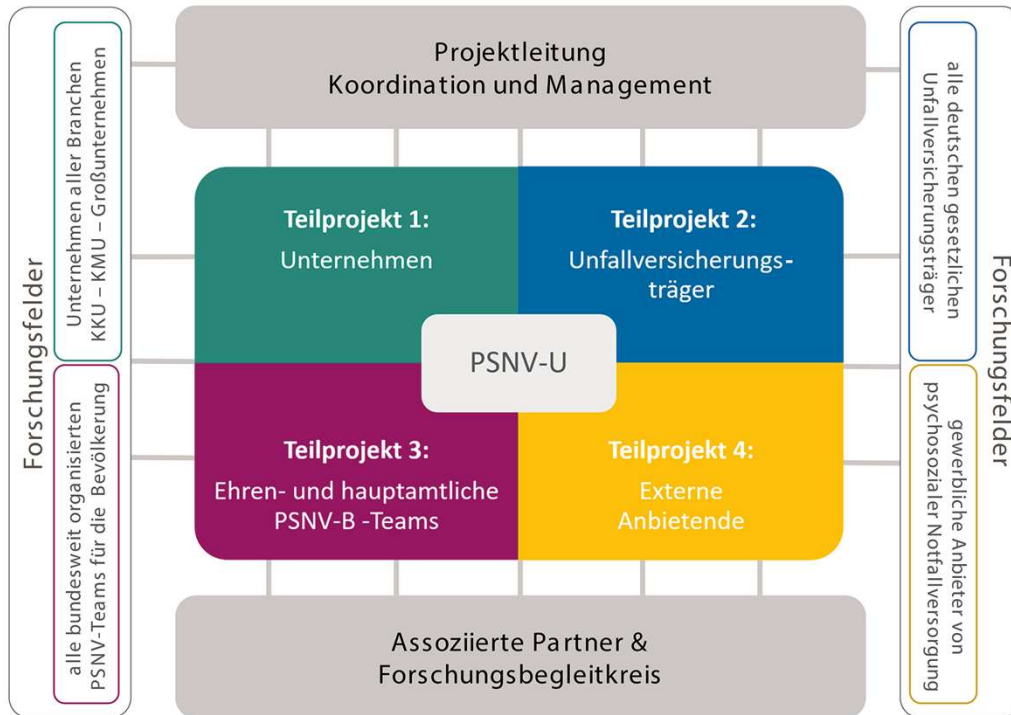 Projektleitung
Koordination und Management
Forschungsfelder
Unternehmen aller Branchen
KKU – KMU – Großunternehmen
alle bundesweit organisierten
PSNV-Teams für die Bevölkerung
Teilprojekt 1:
Unternehmen
Teilprojekt 2:
Unfallversicherungs-
träger
PSNV-U
Teilprojekt 3:
Ehren- und hauptamtliche
PSNV-B -Teams
Teilprojekt 4:
Externe
Anbietende
alle deutschen gesetzlichen
Unfallversicherungsträger
gewerbliche Anbieter von
psychosozialer Notfallversorgung
Forschungsfelder
Assoziierte Partner &
Forschungsbegleitkreis